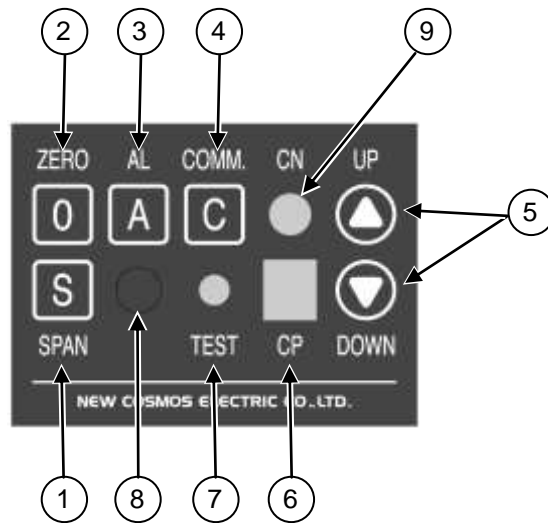 2 3 4 9
ZERO AL COMM. CN UP
0 A C
5
S
SPAN TEST CP DOWN
NEW COSMOS ELECTRIC CO.,LTD.
1 8 7 6